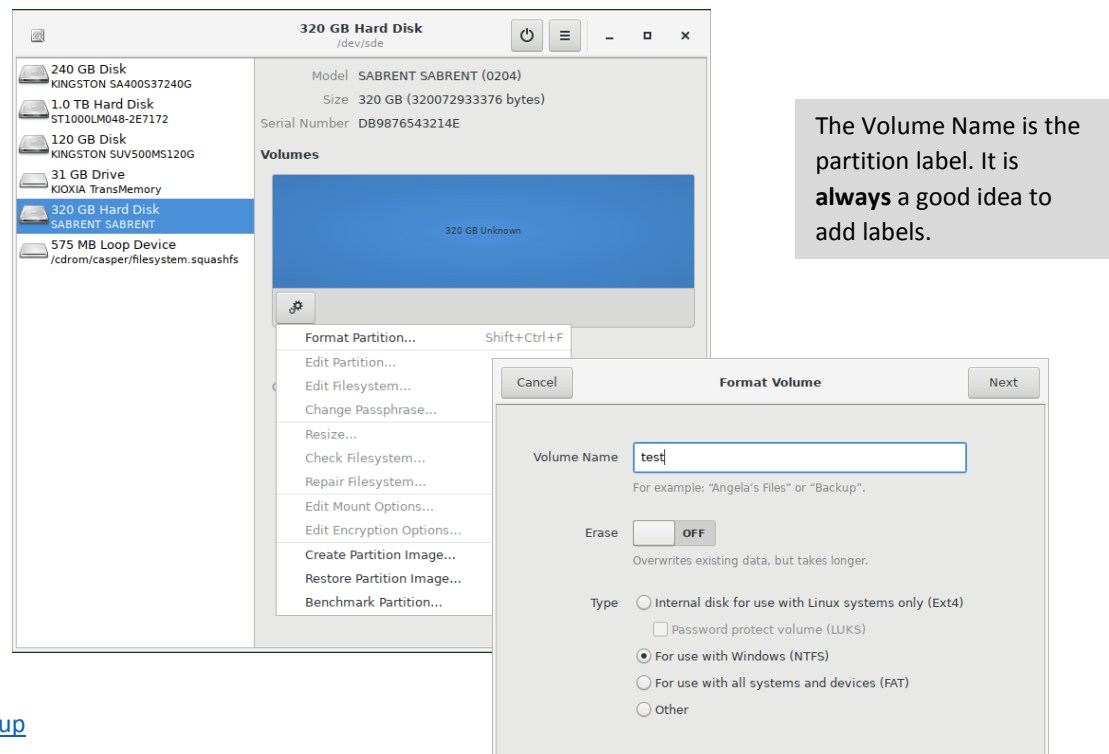 320 GB Hard Disk
/dev/sde
240 GB Disk
KINGSTON SA400S37240G
1.0 TB Hard Disk
ST1000LM048-2E7172
120 GB Disk
KINGSTON SUV500MS120G
31 GB Drive
KIOXIA TransMemory
320 GB Hard Disk
SABRENT SABRENT
575 MB Loop Device
/cdrom/casper/filesystem.squashfs
Model SABRENT SABRENT (0204)
Size 320 GB (320072933376 bytes)
Serial Number DB9876543214E
Volumes
320 GB Unknown
Format Partition... Shift+Ctrl+F
Edit Partition...
Edit Filesystem...
Change Passphrase...
Resize...
Check Filesystem...
Repair Filesystem...
Edit Mount Options...
Edit Encryption Options...
Create Partition Image...
Restore Partition Image...
Benchmark Partition...
The Volume Name is the
partition label. It is
always a good idea to
add labels.
Cancel Format Volume Next
Volume Name test
For example: “Angela’s Files” or “Backup”.
Erase OFF
Overwrites existing data, but takes longer.
Type Internal disk for use with Linux systems only (Ext4)
Password protect volume (LUKS)
For use with Windows (NTFS)
For use with all systems and devices (FAT)
Other
up